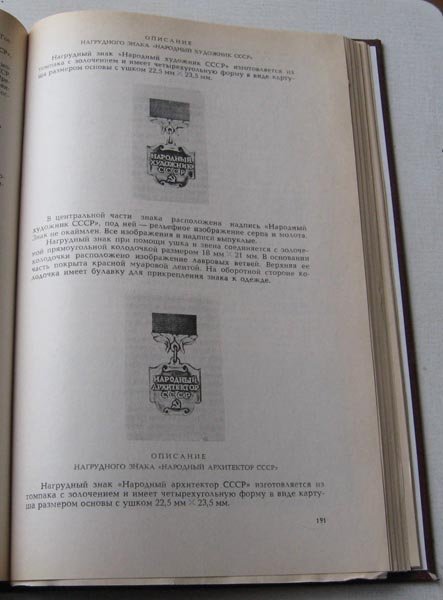 ОПИСАНИЕ
НАГРУДНОГО ЗНАКА «НАРОДНЫЙ ХУДОЖНИК СССР»
Нагрудный знак «Народный художник СССР» изготовляется из
томпака с золочением и имеет четырехугольную форму в виде карту-
ша размером основы с ушком 22,5 мм × 23,5 мм.
НАРОДНЫЙ
ХУДОЖНИК
СССР
В центральной части знака расположена надпись «Народный
художник СССР», под ней — рельефное изображение серпа и молота.
Знак не окаймлен. Все изображения и надписи выпуклые.
Нагрудный знак при помощи ушка и звена соединяется с золоче-
ной прямоугольной колодочкой размером 18 мм × 21 мм. В основании
колодочки расположено изображение лавровых ветвей. Верхняя ее
часть покрыта красной муаровой лентой. На оборотной стороне ко-
лодочка имеет булавку для прикрепления знака к одежде.
НАРОДНЫЙ
АРХИТЕКТОР
СССР
ОПИСАНИЕ
НАГРУДНОГО ЗНАКА «НАРОДНЫЙ АРХИТЕКТОР СССР»
Нагрудный знак «Народный архитектор СССР» изготовляется из
томпака с золочением и имеет четырехугольную форму в виде карту-
ша размером основы с ушком 22,5 мм × 23,5 мм.
191